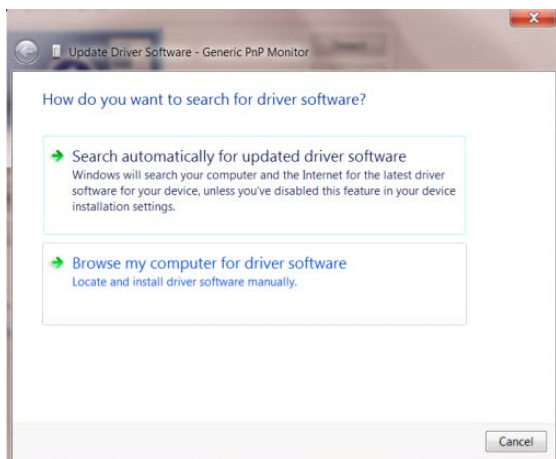 Update Driver Software - Generic PnP Monitor
How do you want to search for driver software?
Search automatically for updated driver software
Windows will search your computer and the Internet for the latest driver
software for your device, unless you've disabled this feature in your device
installation settings.
Browse my computer for driver software
Locate and install driver software manually.
Cancel